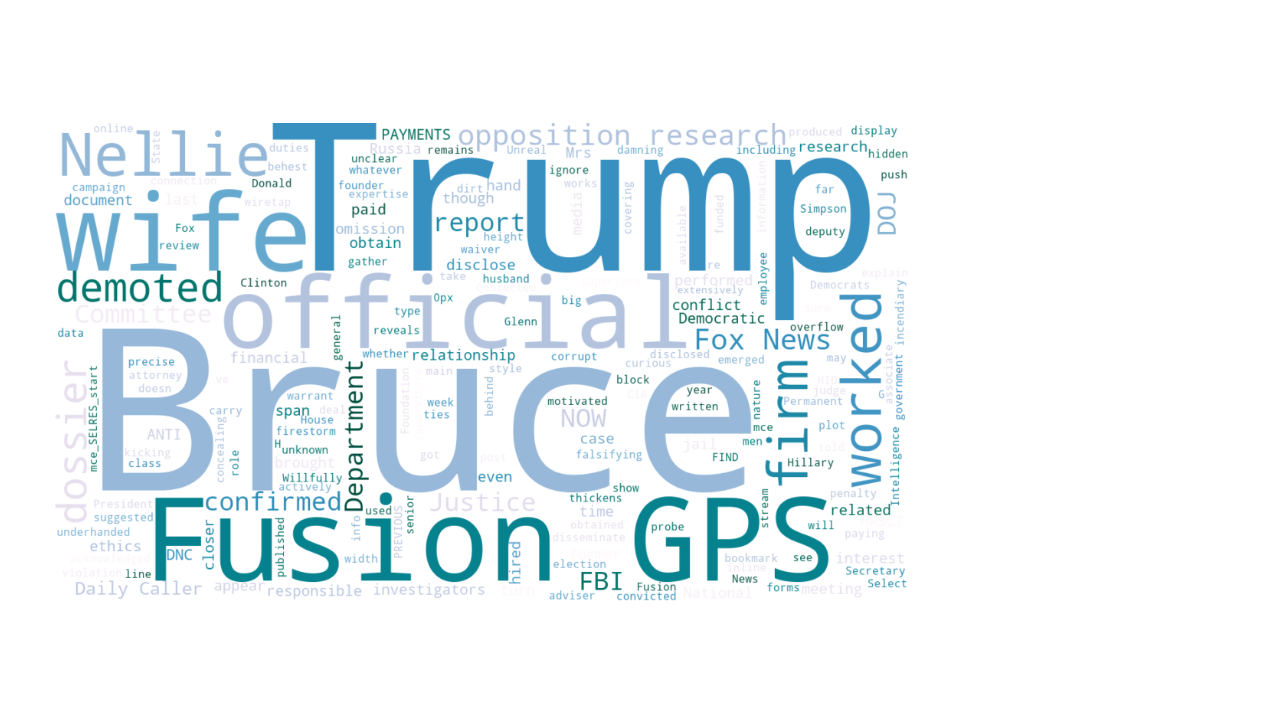 online
State
Nellie
duties
behest
Trump
PAYMENTS
opposition research
produced
display
Russia
remains
Unreal
Mrs
damning
including
research
hidden
unclear
whatever
ignore
push
campaign
document
connection
last
Donald
wiretap
founder
expertise
dirt
hand
works
though
media
covering
available
funded
information
far
Simpson
deputy
DOJ
wife
Fox
review
paid
omission
obtain
gather
report
height
waiver
disclose
demoted
Clinton
official
take
husband
performed
extensively
employee
Democrats
explain
Committee
Opx
big
type
reveals
Glenn
general
conflict
Democratic
overflow
incendiary
data
Fox News
financial
whether
relationship
corrupt
disclosed
emerged
may
precise
attorney
doesn
mce_SELRES_start
Bruce
main
style
curious
block
year
written
nature
firm
HID
judge
Permanent
worked
associate
G
government
dossier
Foundation
warrant
span
deal
House
firestorm
H
unknown
carry
concealing
role
week
ties
behind
motivated
NOW
case
falsifying
mce
men
plot
told
ANTI
kicking
class
brought
Willfully
actively
Department
got
post
even
jail
FIND
Hillary
Intelligence
President
suggested
underhanded
ethics
confirmed
used
senior
Justice
thickens
show
time
stream
penalty
related
will
paying
Fusion GPS
DNC
closer
published
info
PREVIOUS
obtained
disseminate
probe
bookmark
inline
see
interest
violation
line
width
hired
election
FBI
Fusion
News
Secretary
Select
Daily Caller
appear
responsible
investigators
adviser
convicted
National
forms
meeting